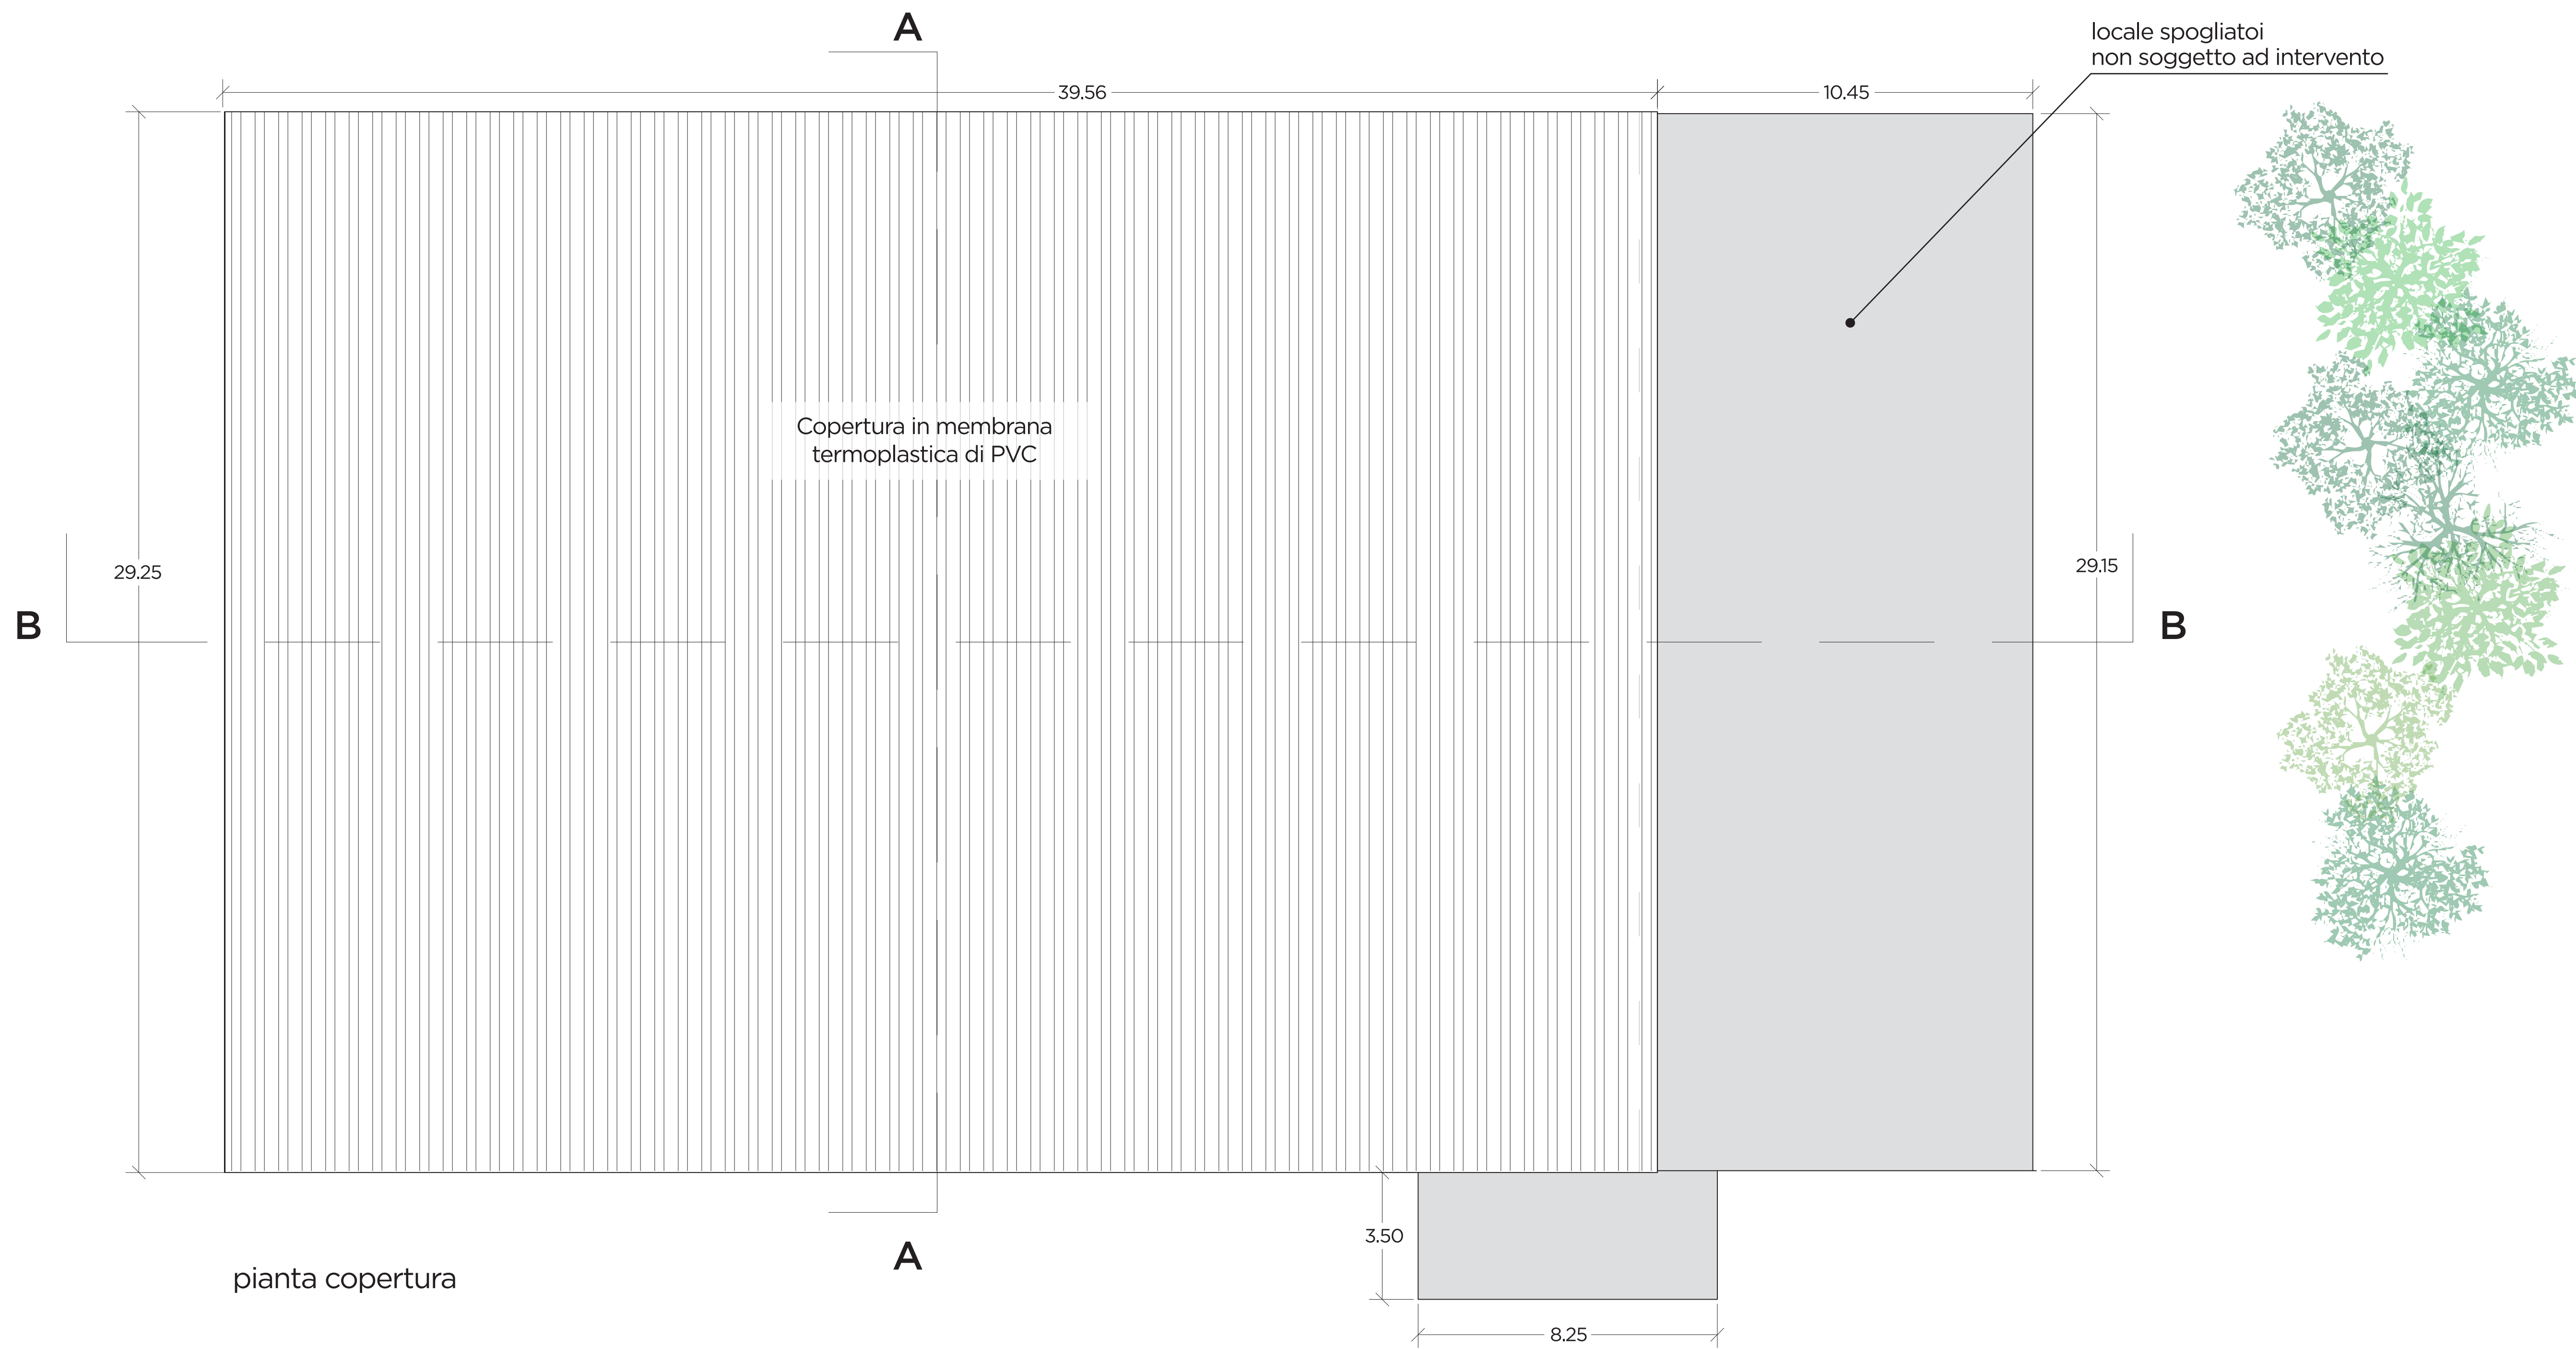 A
locale spogliatoi
non soggetto ad intervento
39.56
10.45
Copertura in membrana
termoplastica di PVC
29.25
29.15
B
B
3.50
A
pianta copertura
8.25